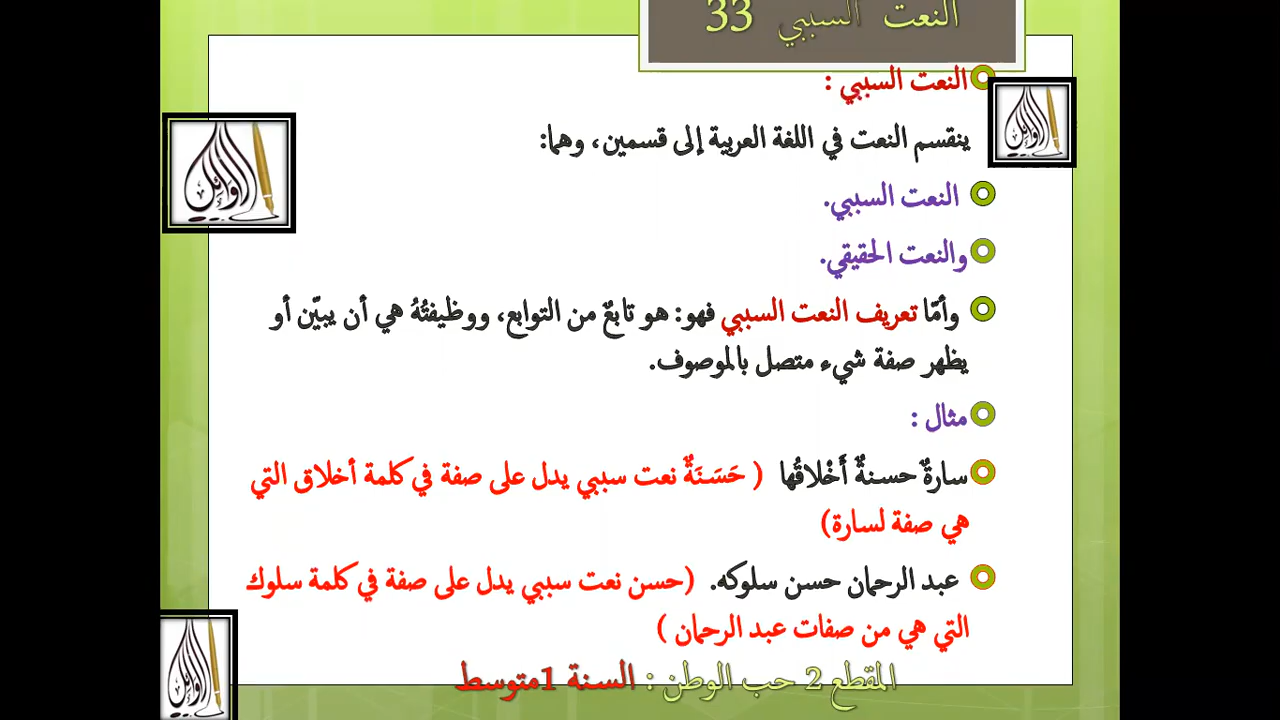 النعت السببي 33
النعت السببي :
ينقسم النعت في اللغة العربية إلى قسمين، وهما:
النعت السببي.
والنعت الحقيقي.
وأمّا تعريف النعت السببي فهو: هو تابعٌ من التوابع، ووظيفتُهُ هي أن يبيّن أو
يظهر صفة شيء متصل بالموصوف.
مثال :
سارةٌ حسنةٌ أَخْلاقُها ( حَسَنَةٌ نعت سببي يدل على صفة في كلمة أخلاق التي
هي صفة لسارة)
عبد الرحمان حسن سلوكه. (حسن نعت سببي يدل على صفة في كلمة سلوك
التي هي من صفات عبد الرحمان )
المقطع 2 حب الوطن : السنة 1متوسط
الاوائل
الاوائل
الاوائل